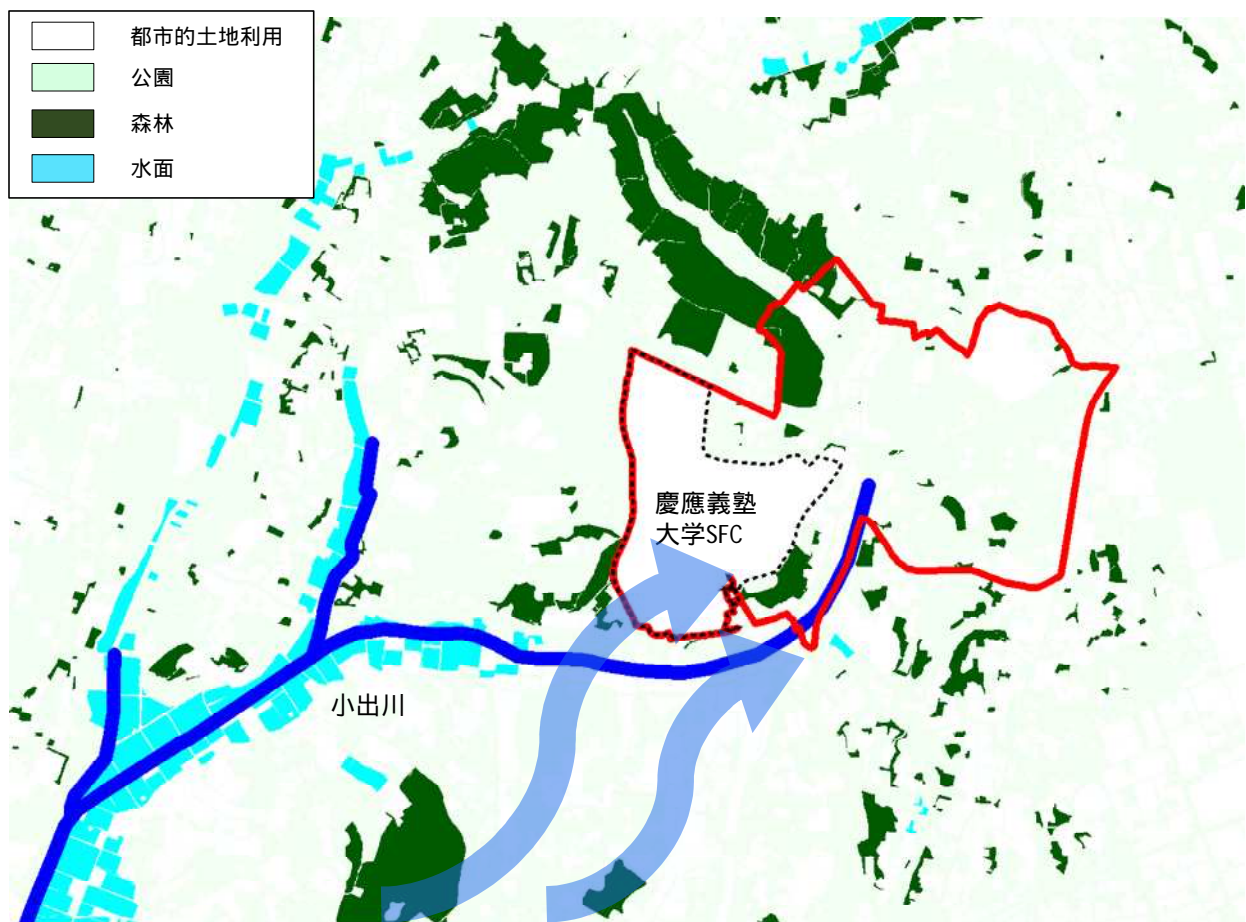 都市的土地利用
公園
森林
水面
慶應義塾
大学SFC
小出川